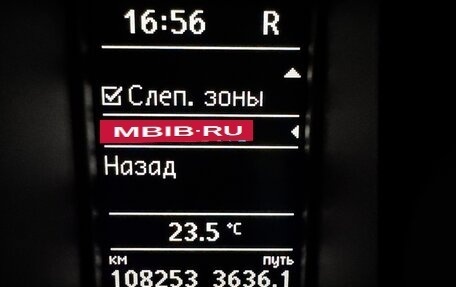 16:56 R
Слеп. зоны
MBIB·RU
Назад
23.5 °C
км путь
108253 3636.1